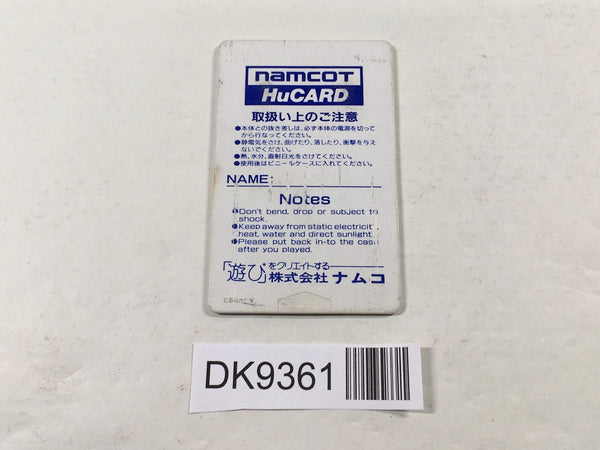 namcot
HuCARD
取扱い上のご注意
●本体との抜き差しは、必ず本体の電源を切って
から行なってください。
●静電気をさけ、曲げたり、落したり、衝撃を与え
ないでください。
●熱、水分、直射日光をさけてください。
●使用後はビニールケースに入れてください。
NAME:
Notes
●Don't bend, drop or subject to
shock.
●Keep away from static electricit
heat, water and direct sunlight.
●Please put back in-to the case
after you played.
「遊び」をクリエイトする
株式会社 ナムコ
DK9361